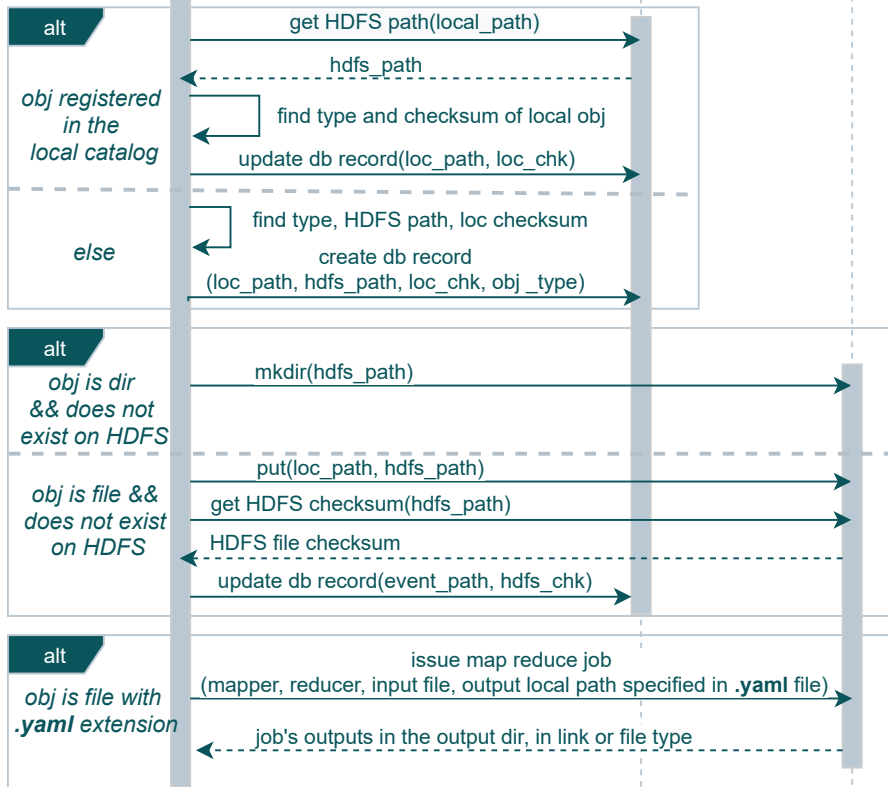 alt
get HDFS path(local_path)
hdfs_path
obj registered
in the
local catalog
find type and checksum of local obj
update db record(loc_path, loc_chk)
else
find type, HDFS path, loc checksum
create db record
(loc_path, hdfs_path, loc_chk, obj _type)
alt
obj is dir
&& does not
exist on HDFS
mkdir(hdfs_path)
obj is file &&
does not exist
on HDFS
put(loc_path, hdfs_path)
get HDFS checksum(hdfs_path)
HDFS file checksum
update db record(event_path, hdfs_chk)
alt
obj is file with
.yaml extension
issue map reduce job
(mapper, reducer, input file, output local path specified in .yaml file)
job's outputs in the output dir, in link or file type